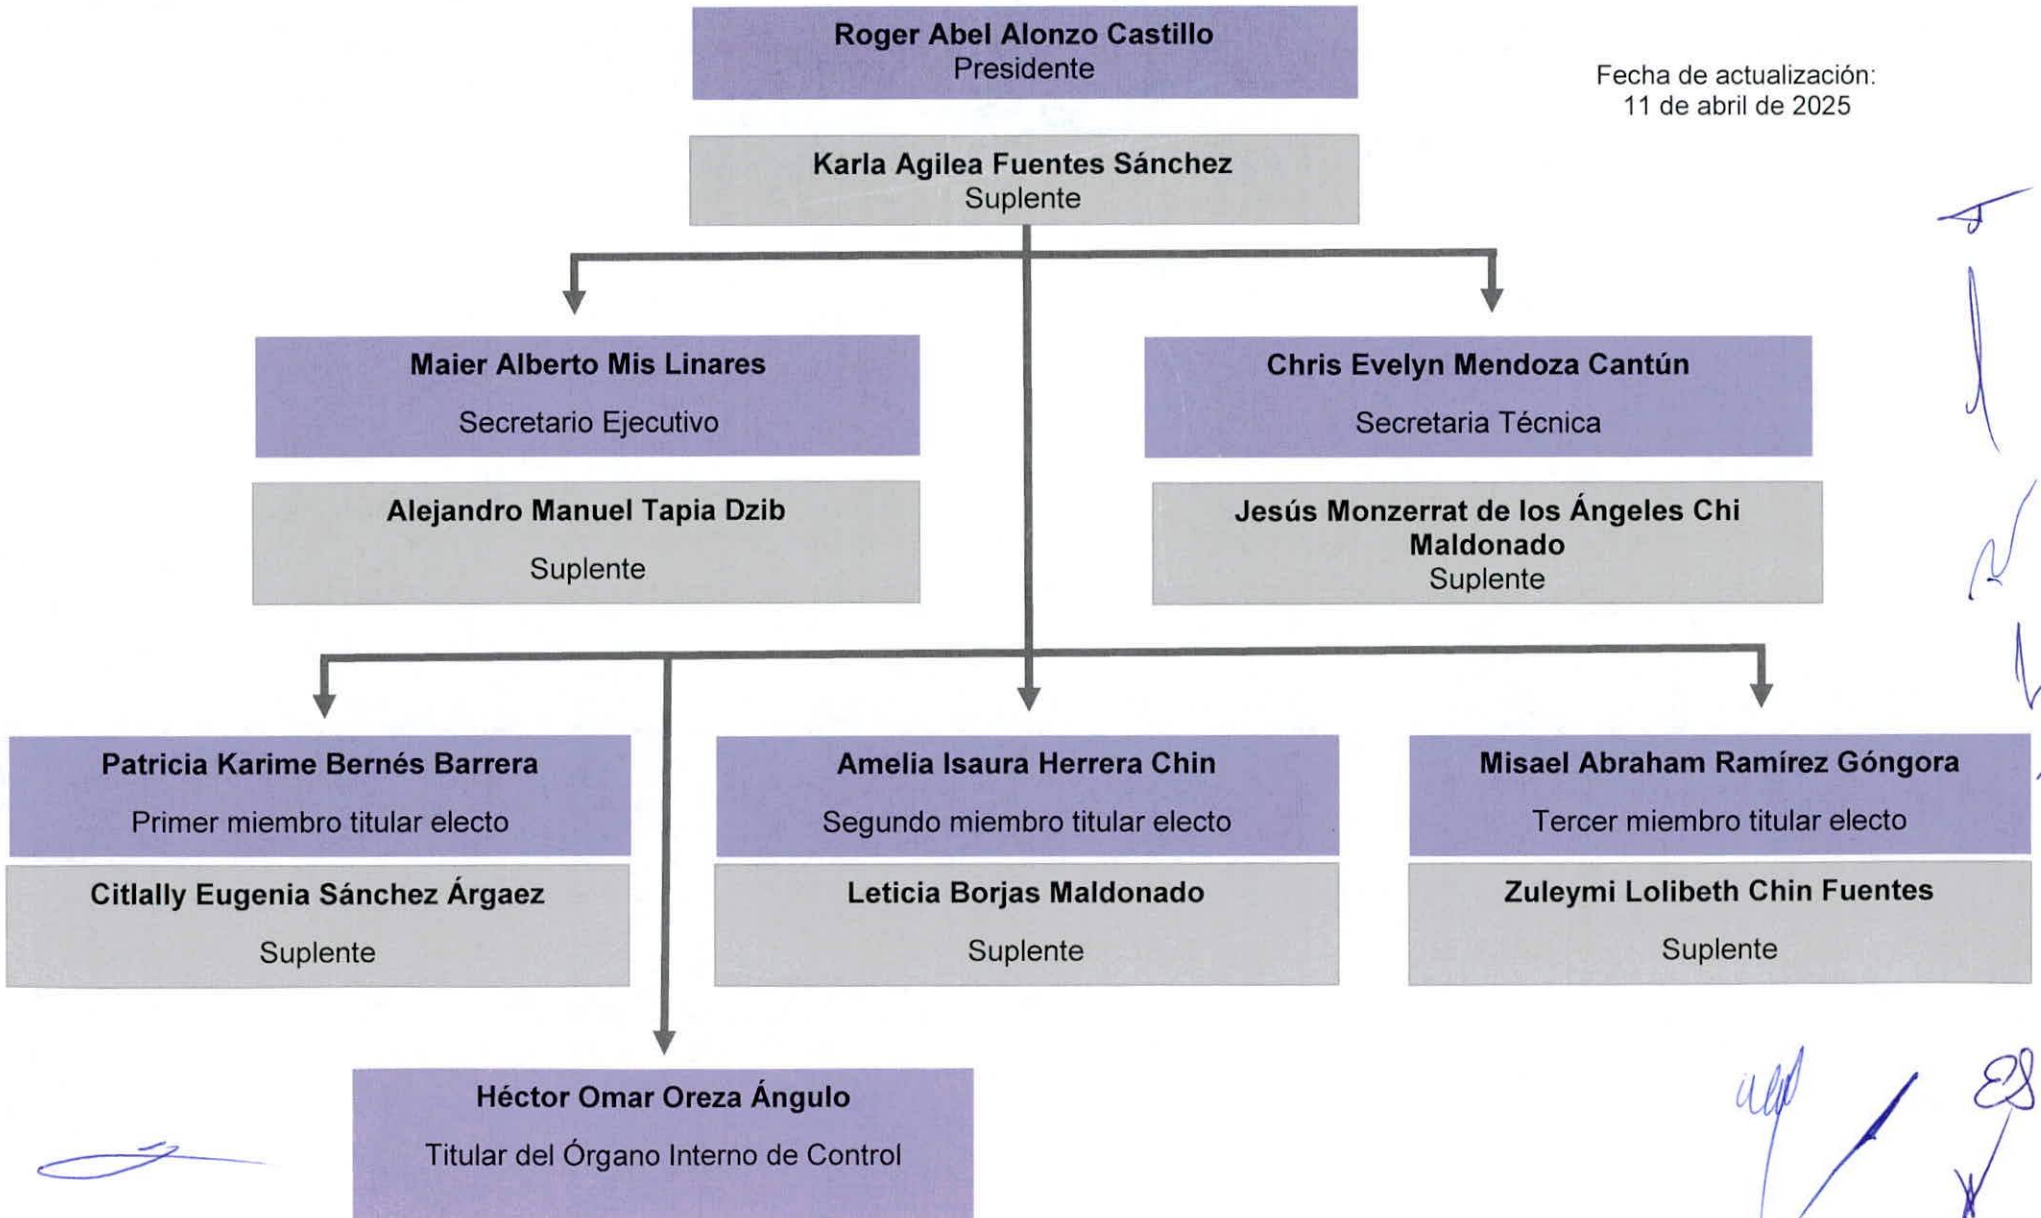 Roger Abel Alonzo Castillo
Presidente
Fecha de actualización:
11 de abril de 2025
Karla Agilea Fuentes Sánchez
Suplente
Maier Alberto Mis Linares
Secretario Ejecutivo
Chris Evelyn Mendoza Cantún
Secretaria Técnica
Alejandro Manuel Tapia Dzib
Suplente
Jesús Monzerrat de los Ángeles Chi
Maldonado
Suplente
Patricia Karime Bernés Barrera
Primer miembro titular electo
Amelia Isaura Herrera Chin
Segundo miembro titular electo
Misael Abraham Ramírez Góngora
Tercer miembro titular electo
Citlally Eugenia Sánchez Árgaez
Suplente
Leticia Borjas Maldonado
Suplente
Zuleymi Lolibeth Chin Fuentes
Suplente
Héctor Omar Oreza Ángulo
Titular del Órgano Interno de Control